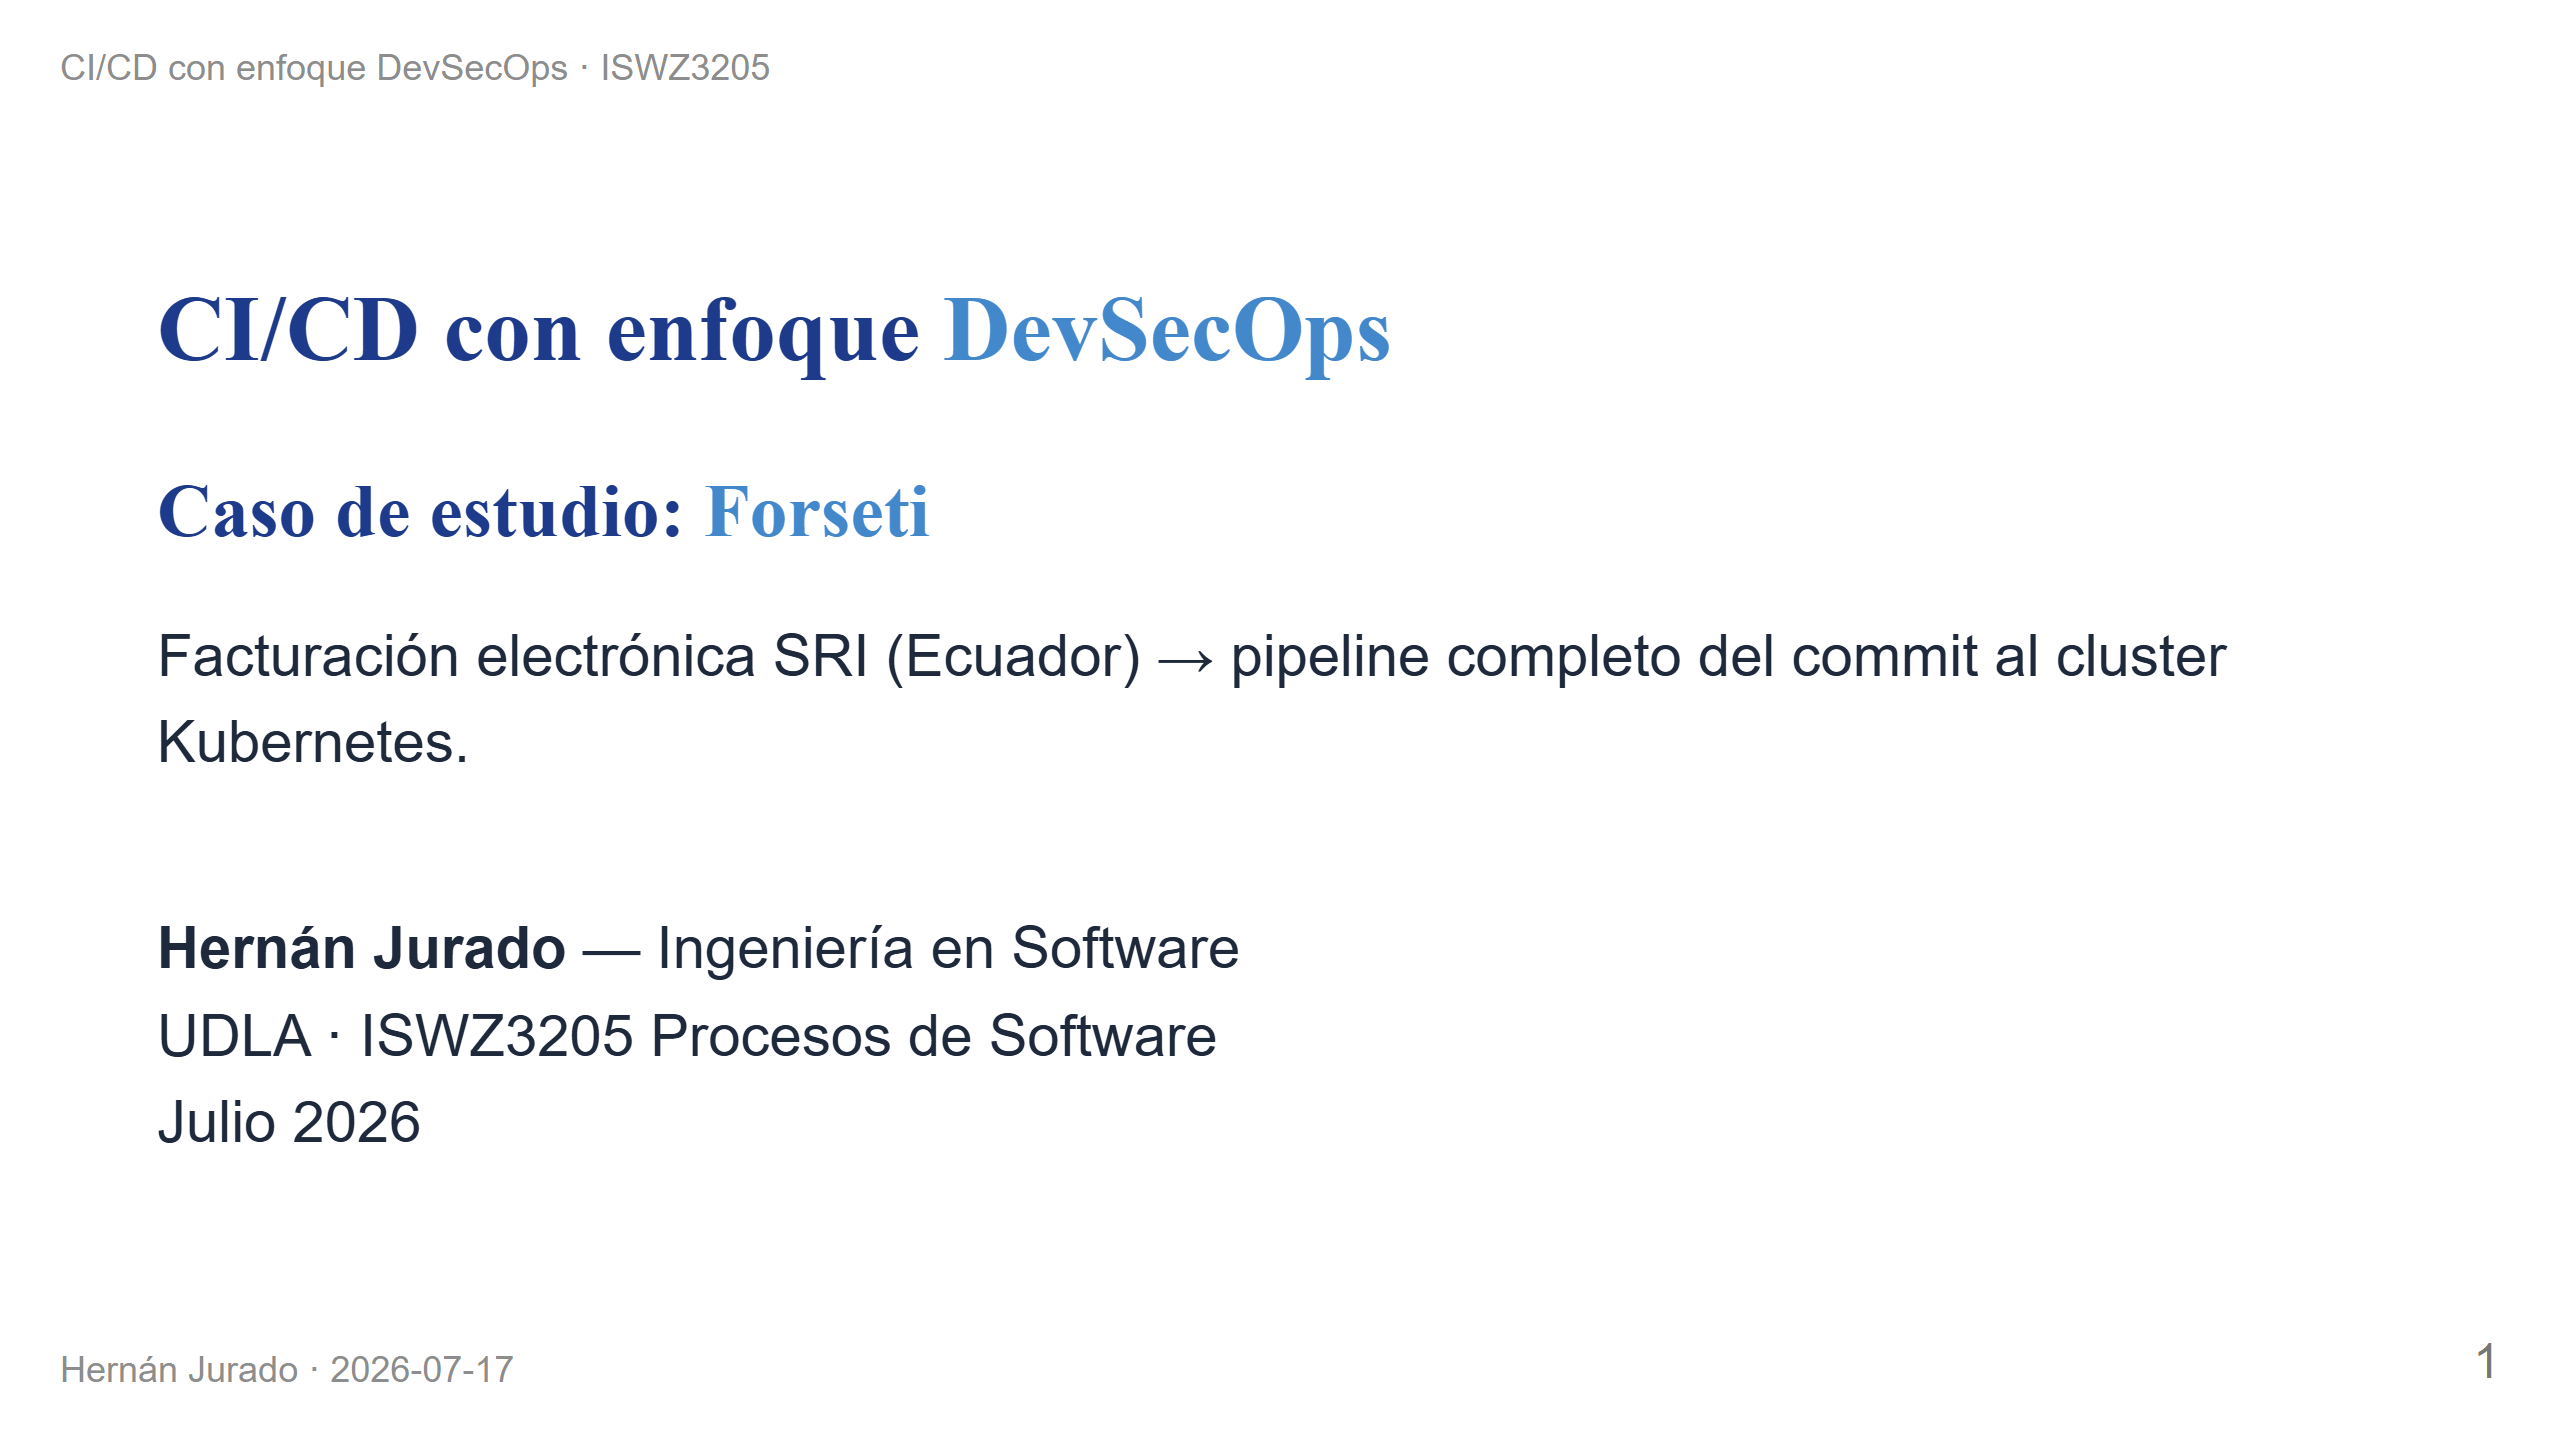 CI/CD con enfoque DevSecOps · ISWZ3205
CI/CD con enfoque DevSecOps
Caso de estudio: Forseti
Facturación electrónica SRI (Ecuador) → pipeline completo del commit al cluster
Kubernetes.
Hernán Jurado — Ingeniería en Software
UDLA · ISWZ3205 Procesos de Software
Julio 2026
Hernán Jurado · 2026-07-17
1